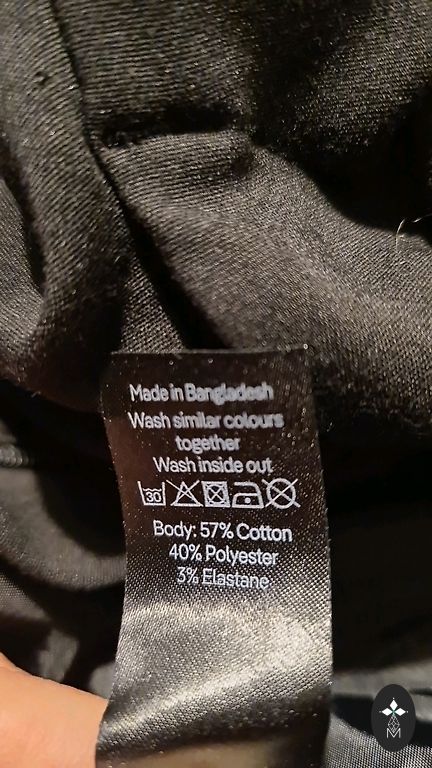 Made in Bangladesh
Wash similar colours
together
Wash inside out
30
Body: 57% Cotton
40% Polyester
3% Elastane
M